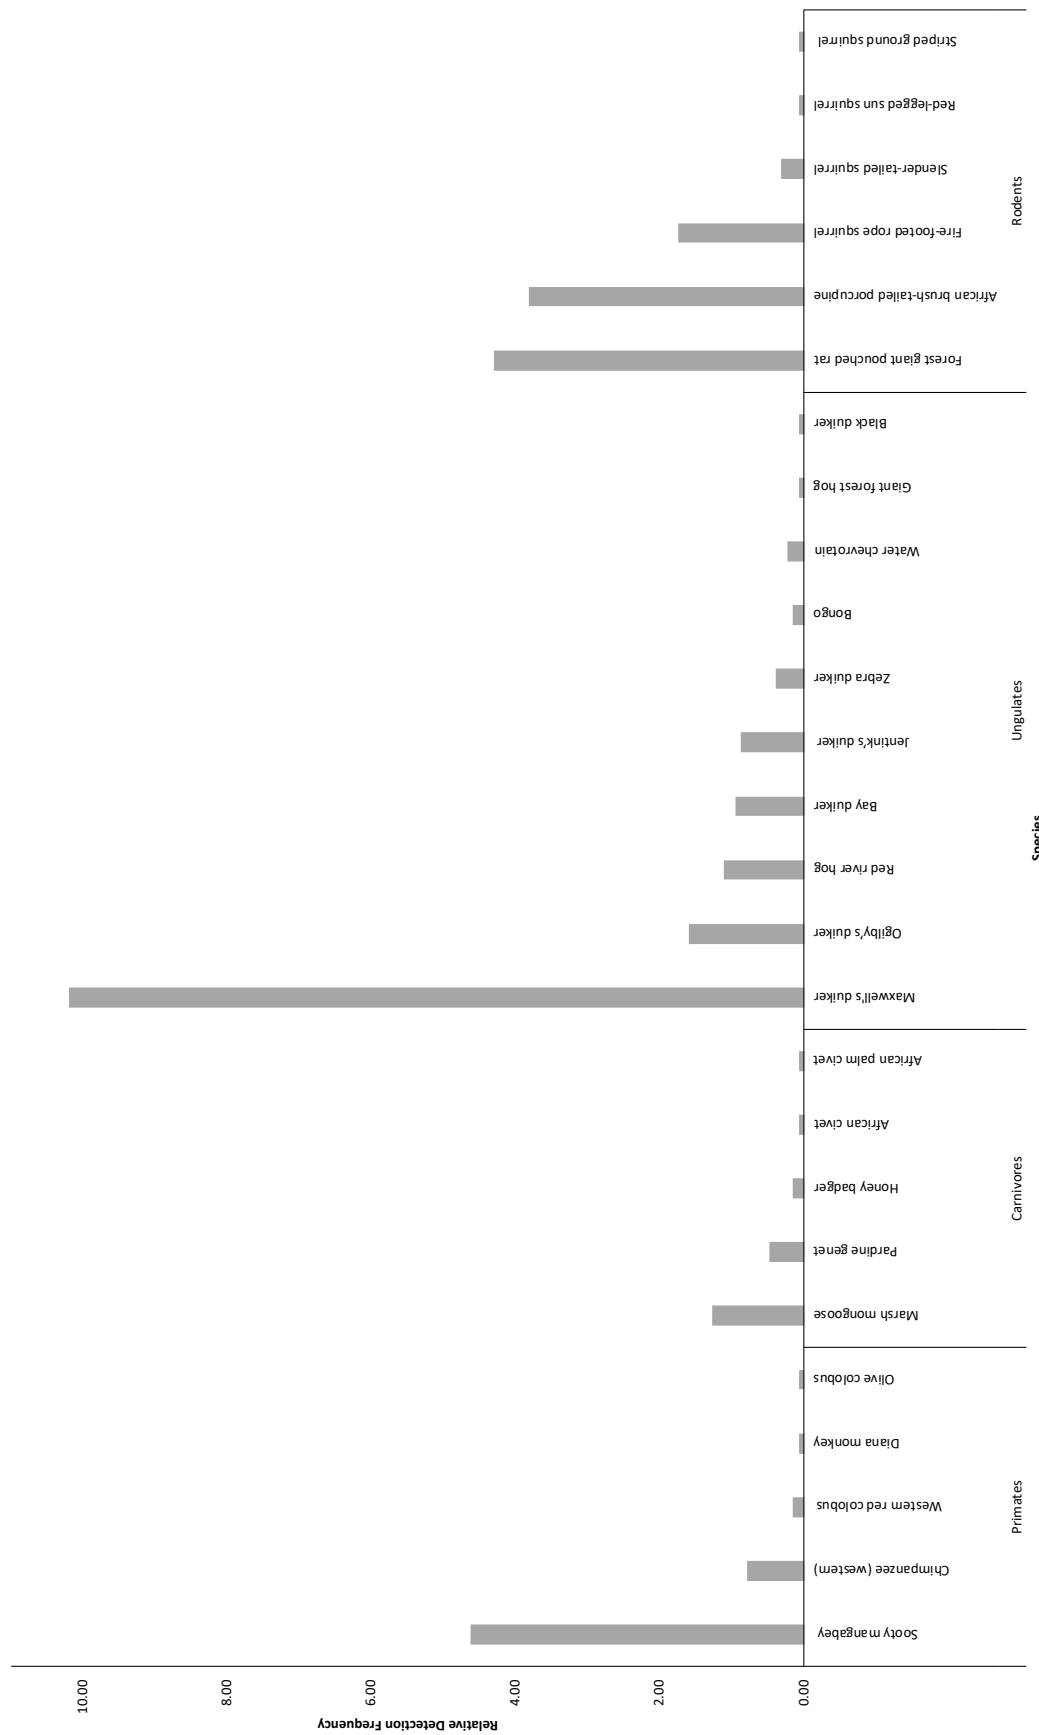 Relative Detection Frequency
10.00
8.00
6.00
4.00
2.00
0.00
Sooty mangabey
Chimpanzee (western)
Western red colobus
Diana monkey
Olive colobus
Marsh mongoose
Pardine genet
Honey badger
African civet
African palm civet
Maxwell's duiker
Ogilby's duiker
Red river hog
Bay duiker
Jentink's duiker
Zebra duiker
Bongo
Water chevrotain
Giant forest hog
Black duiker
Forest giant pouched rat
African brush-tailed porcupine
Fire-footed rope squirrel
Slender-tailed squirrel
Red-legged sun squirrel
Striped ground squirrel
Primates
Carnivores
Ungulates
Rodents
Species